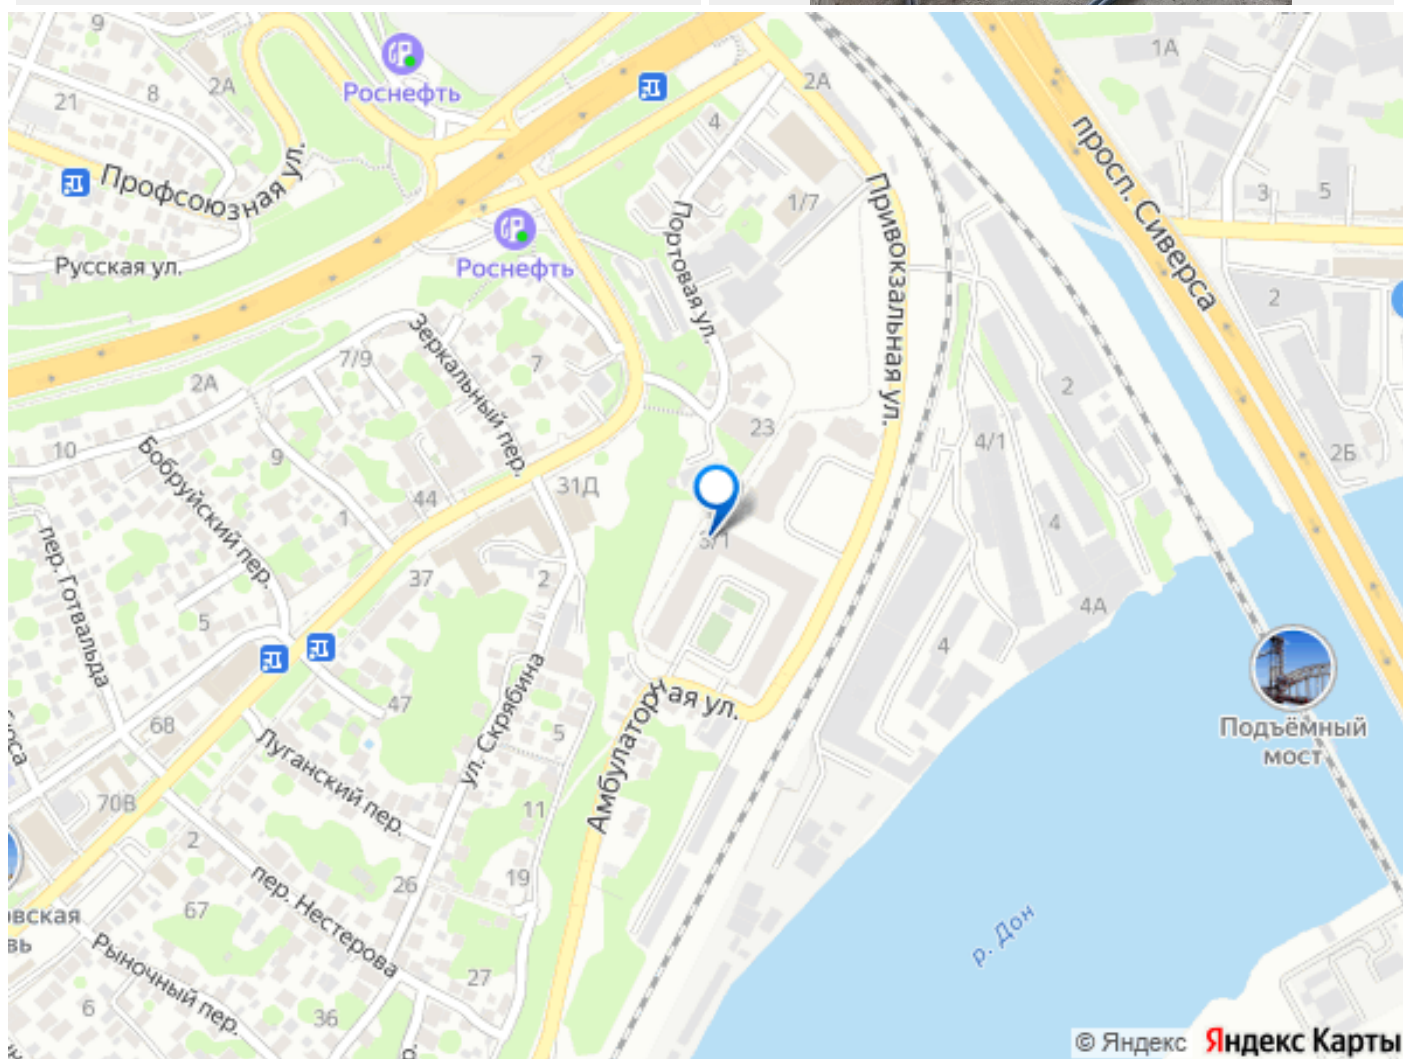 9
1А
2А
Роснефть
2А
8
21
4
просп. Сиверса
Профсоюзная ул.
Привокзальная ул.
3
5
1/7
Портовая ул.
Русская ул.
Роснефть
2
Зеркальный пер.
7/9
7
2А
2
23
Бобруйский пер.
10
9
4/1
2Б
44
31Д
1
4
3/1
пер. Готвальда
37
2
4А
5
4
ул. Скрябина
47
Амбулаторная ул.
68
5
Подъёмный
мост
Луганский пер.
70В
11
2
19
26
пер. Нестерова
67
р. Дон
Рыночный пер.
27
6
36
© Яндекс
Яндекс Карты